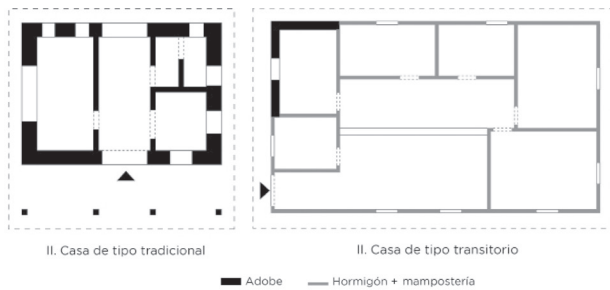 II. Casa de tipo tradicional
II. Casa de tipo transitorio
Adobe
Hormigón + mampostería